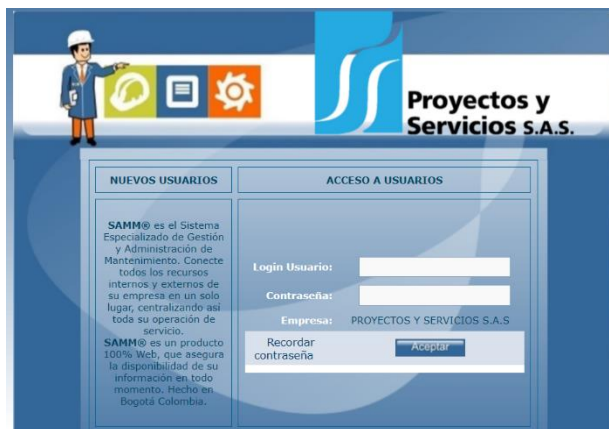 Proyectos y
Servicios S.A.S.
NUEVOS USUARIOS
ACCESO A USUARIOS
SAMM® es el Sistema
Especializado de Gestión
y Administración de
Mantenimiento. Conecte
todos los recursos
internos y externos de
su empresa en un solo
lugar, centralizando así
toda su operación de
servicio.
SAMM® es un producto
100% Web, que asegura
la disponibilidad de su
información en todo
momento. Hecho en
Bogotá Colombia.
Login Usuario:
Contraseña:
Empresa: PROYECTOS Y SERVICIOS S.A.S
Recordar
contraseña
Aceptar